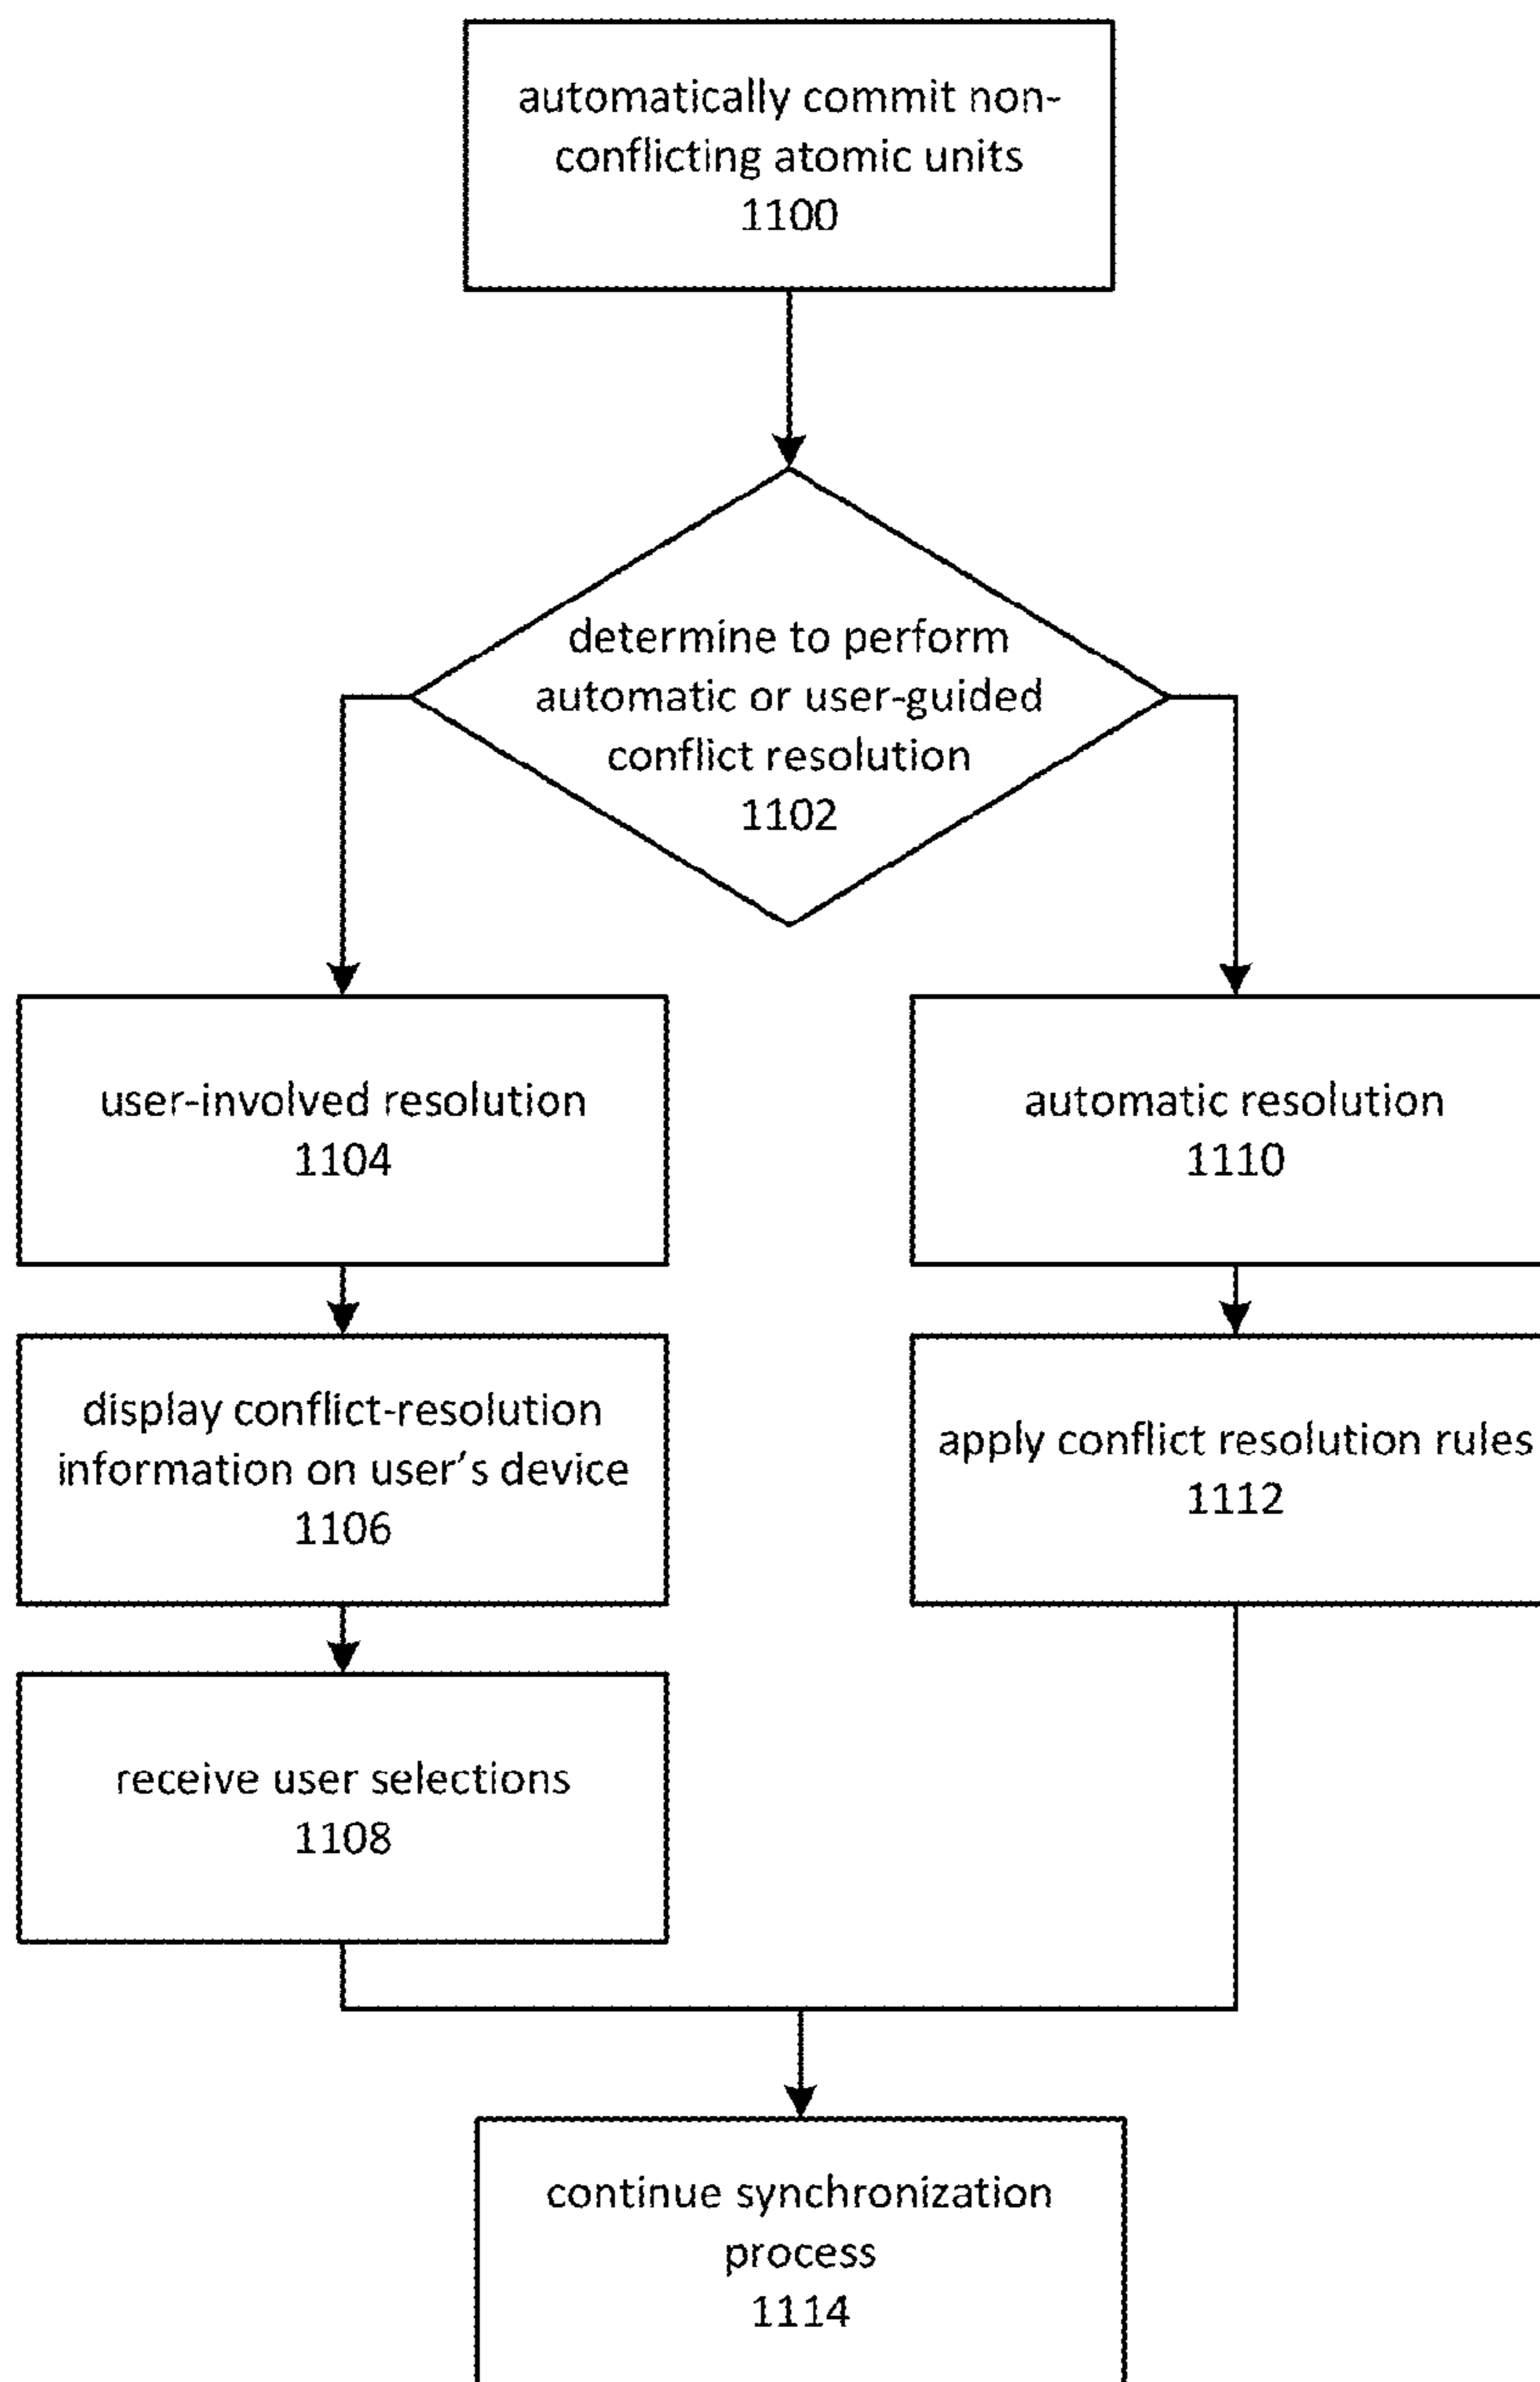 automatically commit non-
conflicting atomic units
1100
determine to perform
automatic or user-guided
conflict resolution
1102
user-involved resolution
1104
automatic resolution
1110
display conflict-resolution
information on user's device
1106
apply conflict resolution rules
1112
receive user selections
1108
continue synchronization
process
1114